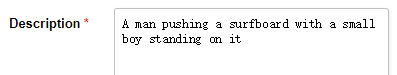 Description *
A man pushing a surfboard with a small
boy standing on it